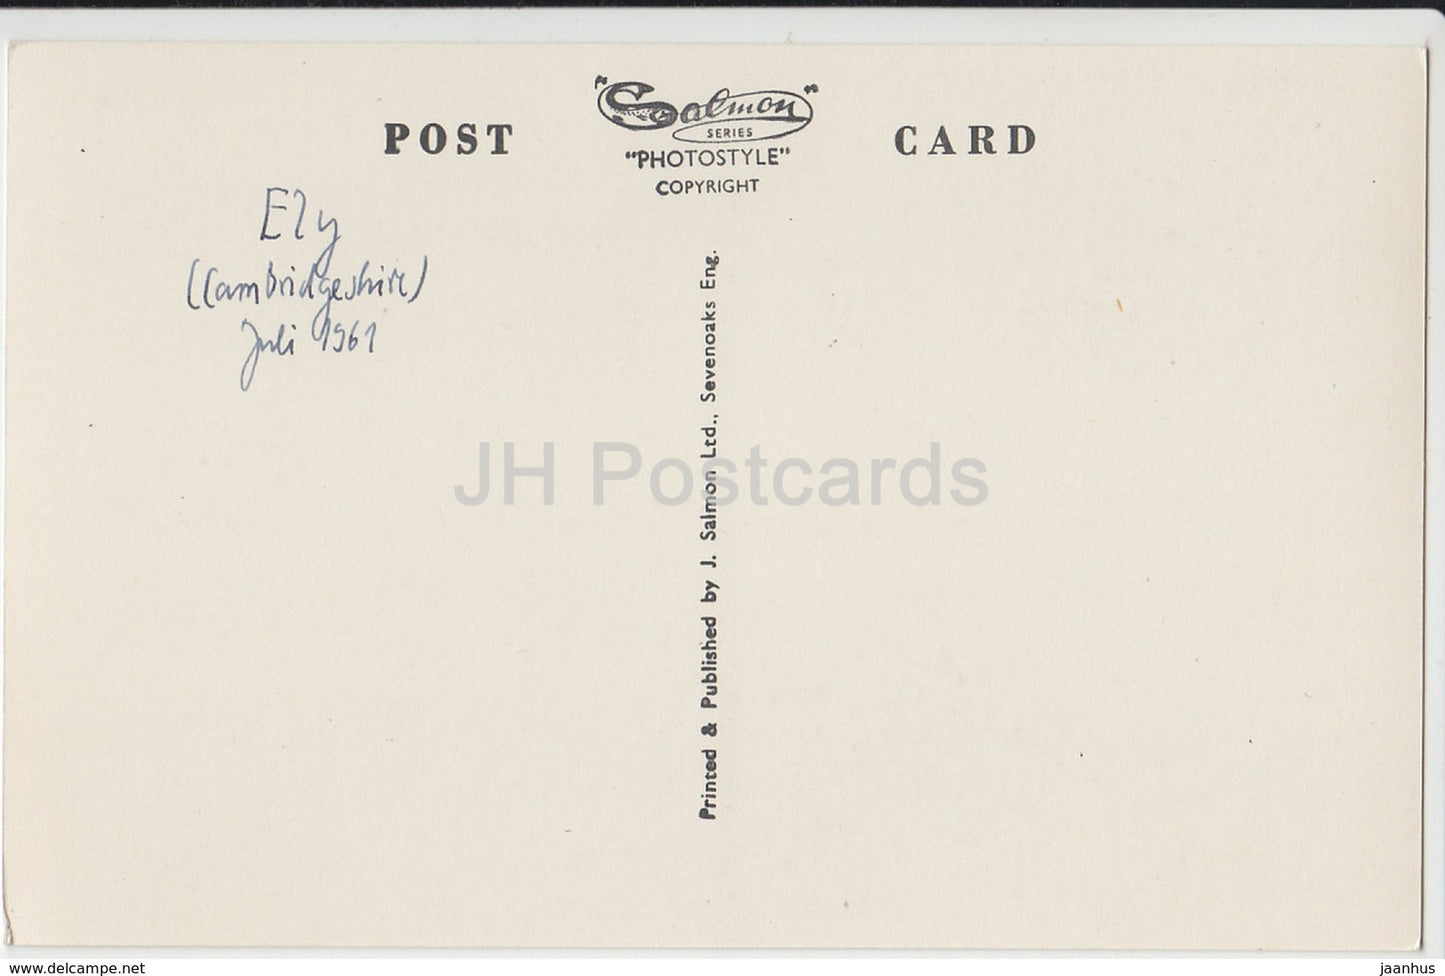 POST CARD
"Salmon"
SERIES
"PHOTOSTYLE"
COPYRIGHT
Ely
(Cambridgeshire)
Juli 1961
Printed & Published by J. Salmon Ltd., Sevenoaks Eng.
JH Postcards
www.delcampe.net
jaanhus